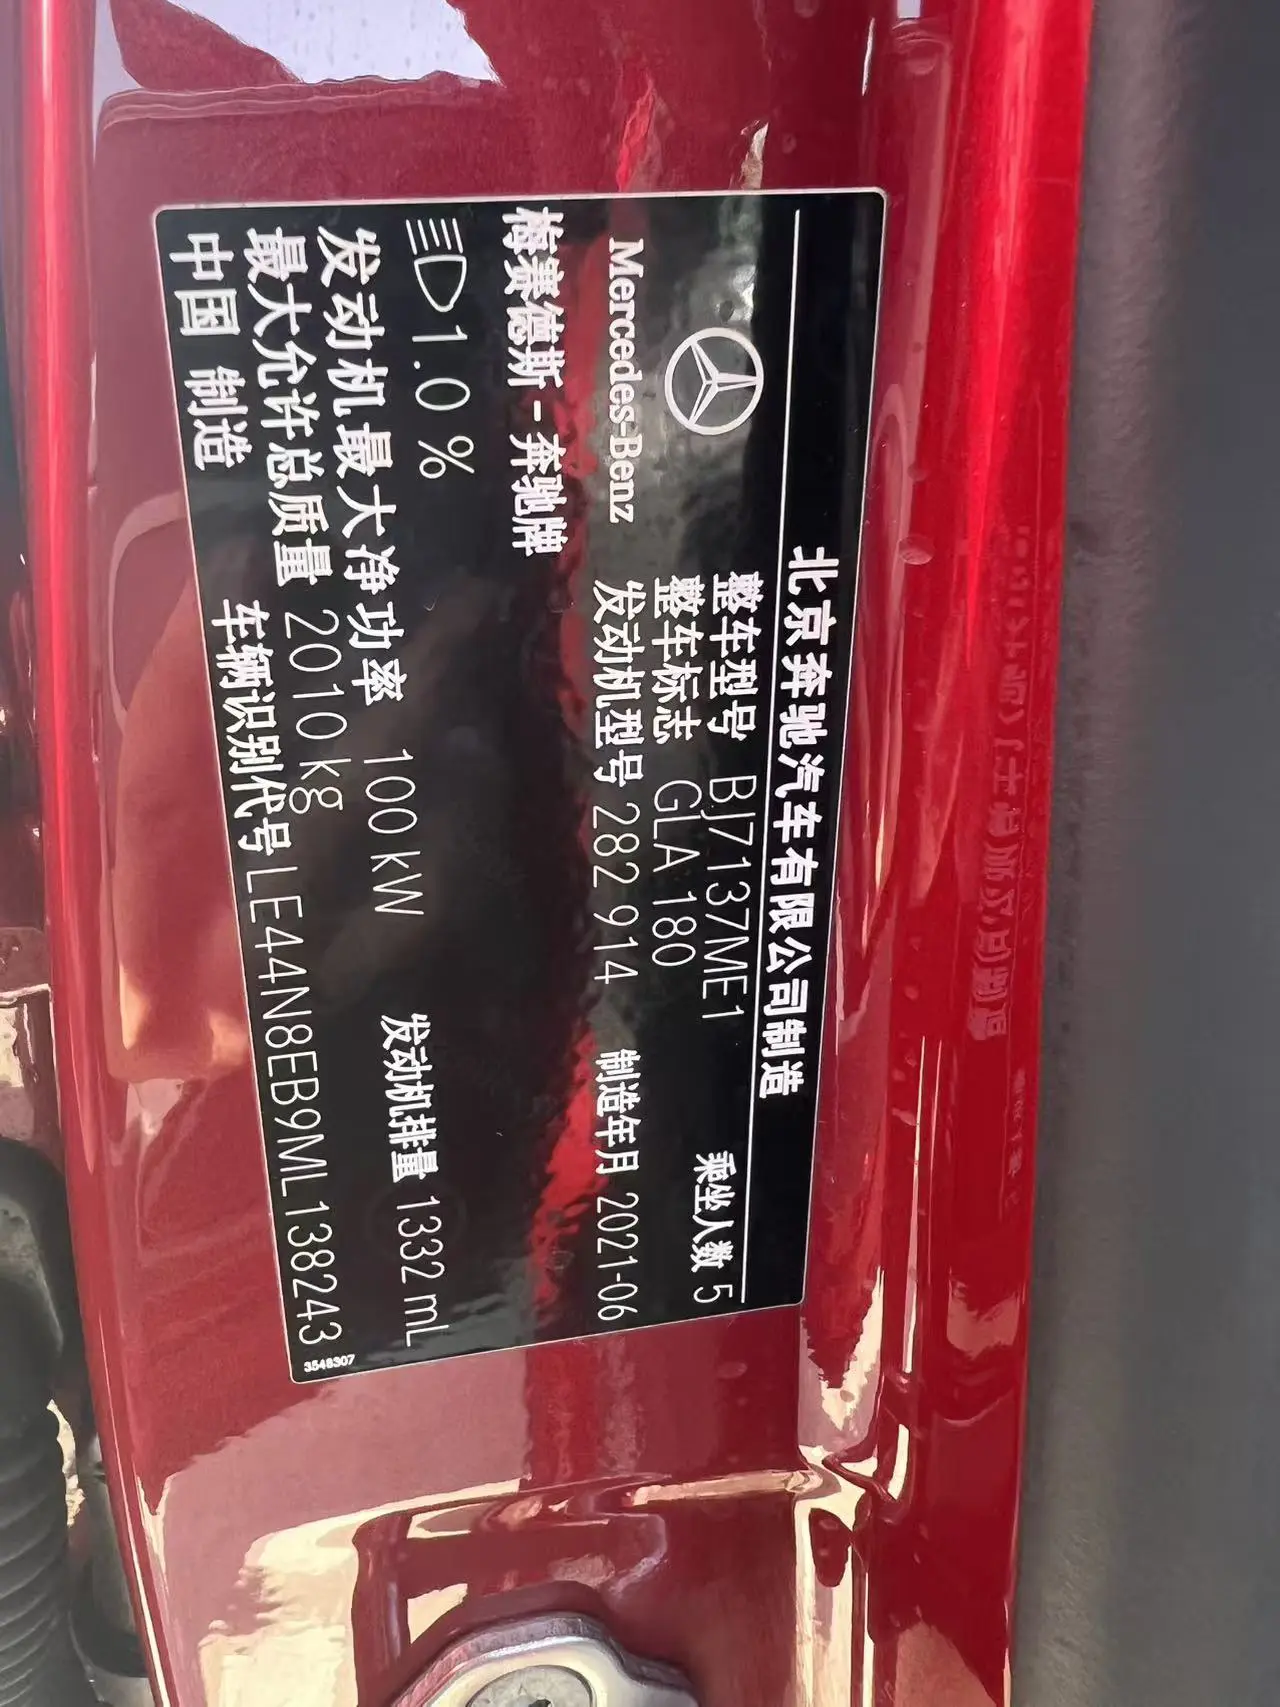 北京奔驰汽车有限公司制造
整车型号 BJ7137ME1 乘坐人数 5
整车标志 GLA 180
Mercedes-Benz 发动机型号 282 914 制造年月 2021-06
梅赛德斯-奔驰牌
1.0 %
发动机最大净功率 100 kW 发动机排量 1332 mL
最大允许总质量 2010 kg
中国 制造 车辆识别代号 LE44N8EB9ML138243
3548307